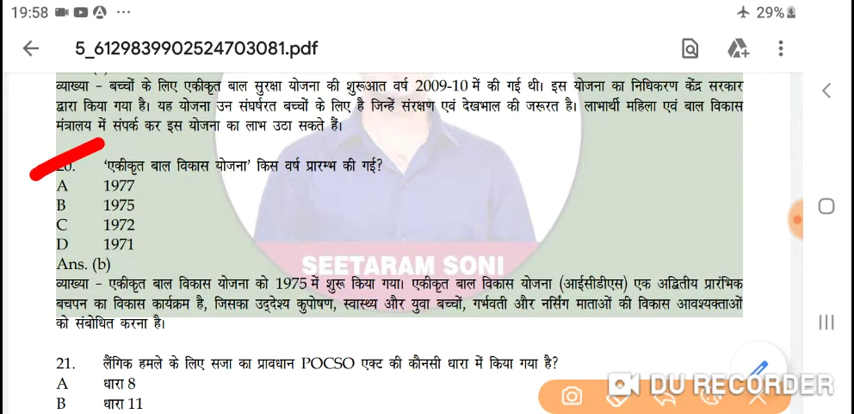 19:58
29%
5_6129839902524703081.pdf
व्याख्या - बच्चों के लिए एकीकृत बाल सुरक्षा योजना की शुरूआत वर्ष 2009-10 में की गई थी। इस योजना का निधिकरण केंद्र सरकार
द्वारा किया गया है। यह योजना उन संघर्षरत बच्चों के लिए है जिन्हें संरक्षण एवं देखभाल की जरूरत है। लाभार्थी महिला एवं बाल विकास
मंत्रालय में संपर्क कर इस योजना का लाभ उठा सकते हैं।
20. 'एकीकृत बाल विकास योजना' किस वर्ष प्रारम्भ की गई?
A 1977
B 1975
C 1972
D 1971
SEETARAM SONI
Ans. (b)
व्याख्या - एकीकृत बाल विकास योजना को 1975 में शुरू किया गया। एकीकृत बाल विकास योजना (आईसीडीएस) एक अद्वितीय प्रारंभिक
बचपन का विकास कार्यक्रम है, जिसका उद्देश्य कुपोषण, स्वास्थ्य और युवा बच्चों, गर्भवती और नर्सिंग माताओं की विकास आवश्यक्ताओं
को संबोधित करना है।
21. लैंगिक हमले के लिए सजा का प्रावधान POCSO एक्ट की कौनसी धारा में किया गया है?
A धारा 8
B धारा 11
DU RECORDER